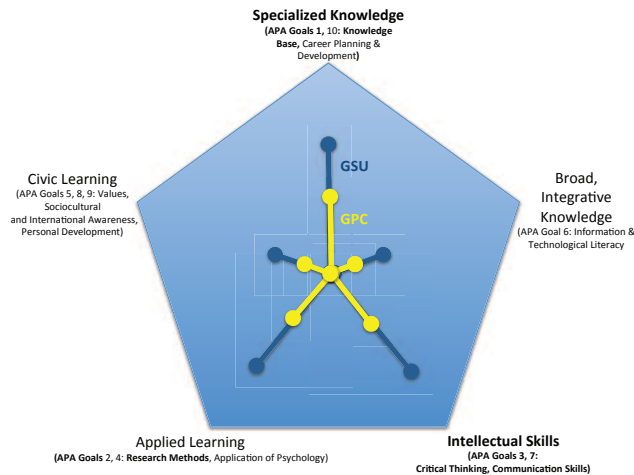 Specialized Knowledge
(APA Goals 1, 10: Knowledge
Base, Career Planning &
Development)
GSU
GPC
Civic Learning
(APA Goals 5, 8, 9: Values,
Sociocultural
and International Awareness,
Personal Development)
Broad,
Integrative
Knowledge
(APA Goal 6: Information &
Technological Literacy
Applied Learning
(APA Goals 2, 4: Research Methods, Application of Psychology)
Intellectual Skills
(APA Goals 3, 7:
Critical Thinking, Communication Skills)